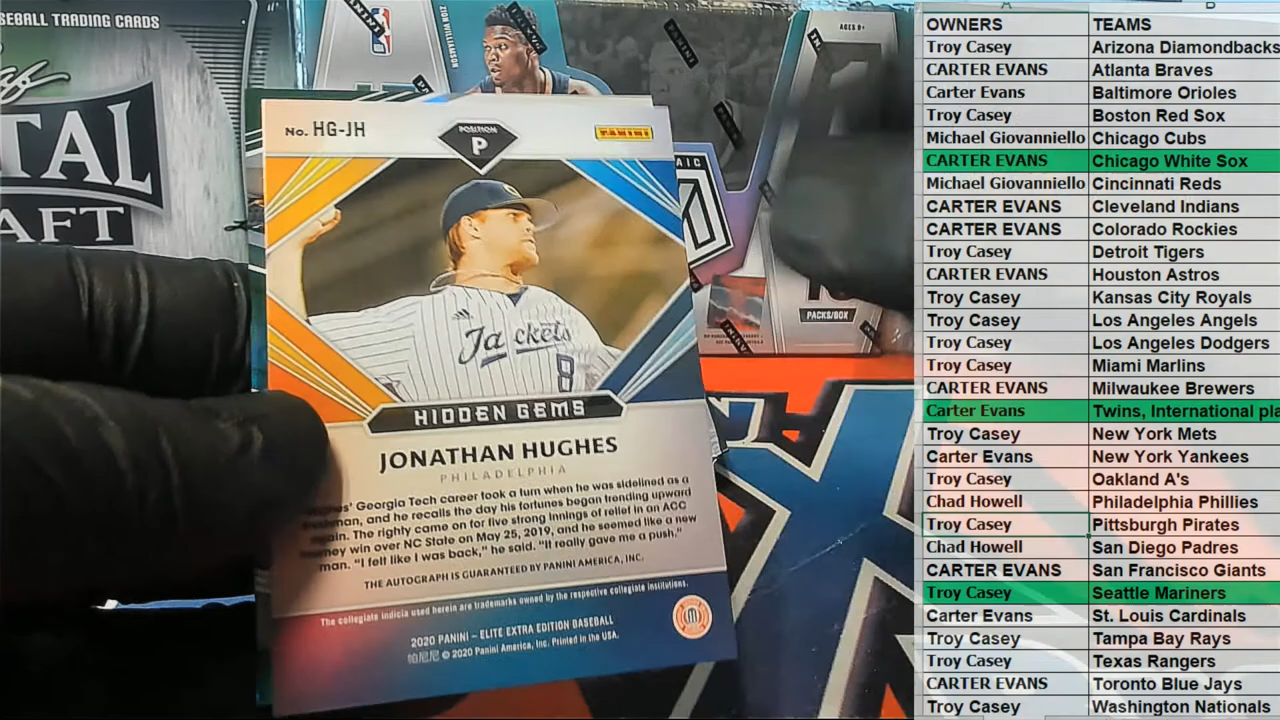 BASEBALL TRADING CARDS
AFT
ZION WILLIAMSON
AGES 9+
PACKS/BOX
No. HG-JH
POSITION
P
PANINI
Jackets
8
HIDDEN GEMS
JONATHAN HUGHES
PHILADELPHIA
Georgia Tech career took a turn when he was sidelined as a
and he recalls the day his fortunes began trending upward
The righty came on for five strong innings of relief in an ACC
win over NC State on May 25, 2019, and he seemed like a new
man. "I felt like I was back," he said. "It really gave me a push."
THE AUTOGRAPH IS GUARANTEED BY PANINI AMERICA, INC.
The collegiate indicia used herein are trademarks owned by the respective collegiate institutions.
2020 PANINI – ELITE EXTRA EDITION BASEBALL
帕尼尼 © 2020 Panini America, Inc. Printed in the USA.
OWNERS TEAMS
Troy Casey Arizona Diamondbacks
CARTER EVANS Atlanta Braves
Carter Evans Baltimore Orioles
Troy Casey Boston Red Sox
Michael Giovanniello Chicago Cubs
CARTER EVANS Chicago White Sox
Michael Giovanniello Cincinnati Reds
CARTER EVANS Cleveland Indians
CARTER EVANS Colorado Rockies
Troy Casey Detroit Tigers
CARTER EVANS Houston Astros
Troy Casey Kansas City Royals
Troy Casey Los Angeles Angels
Troy Casey Los Angeles Dodgers
Troy Casey Miami Marlins
CARTER EVANS Milwaukee Brewers
Carter Evans Twins, International pla
Troy Casey New York Mets
Carter Evans New York Yankees
Troy Casey Oakland A's
Chad Howell Philadelphia Phillies
Troy Casey Pittsburgh Pirates
Chad Howell San Diego Padres
CARTER EVANS San Francisco Giants
Troy Casey Seattle Mariners
Carter Evans St. Louis Cardinals
Troy Casey Tampa Bay Rays
Troy Casey Texas Rangers
CARTER EVANS Toronto Blue Jays
Troy Casey Washington Nationals